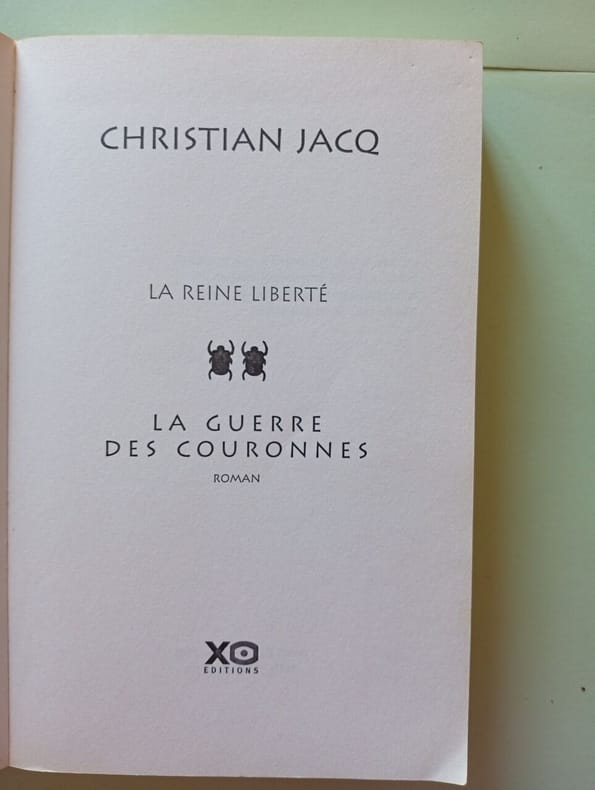 CHRISTIAN JACQ
LA REINE LIBERTÉ
LA GUERRE
DES COURONNES
ROMAN
XO
EDITIONS